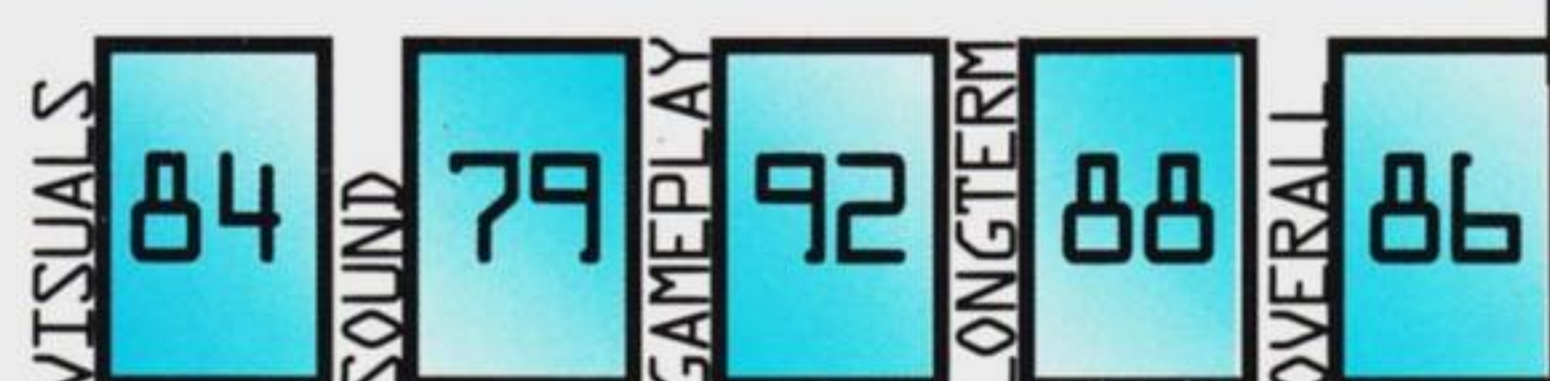 VISUALS
84
SOUND
79
GAMEPLAY
92
LONGTERM
88
OVERALL
86